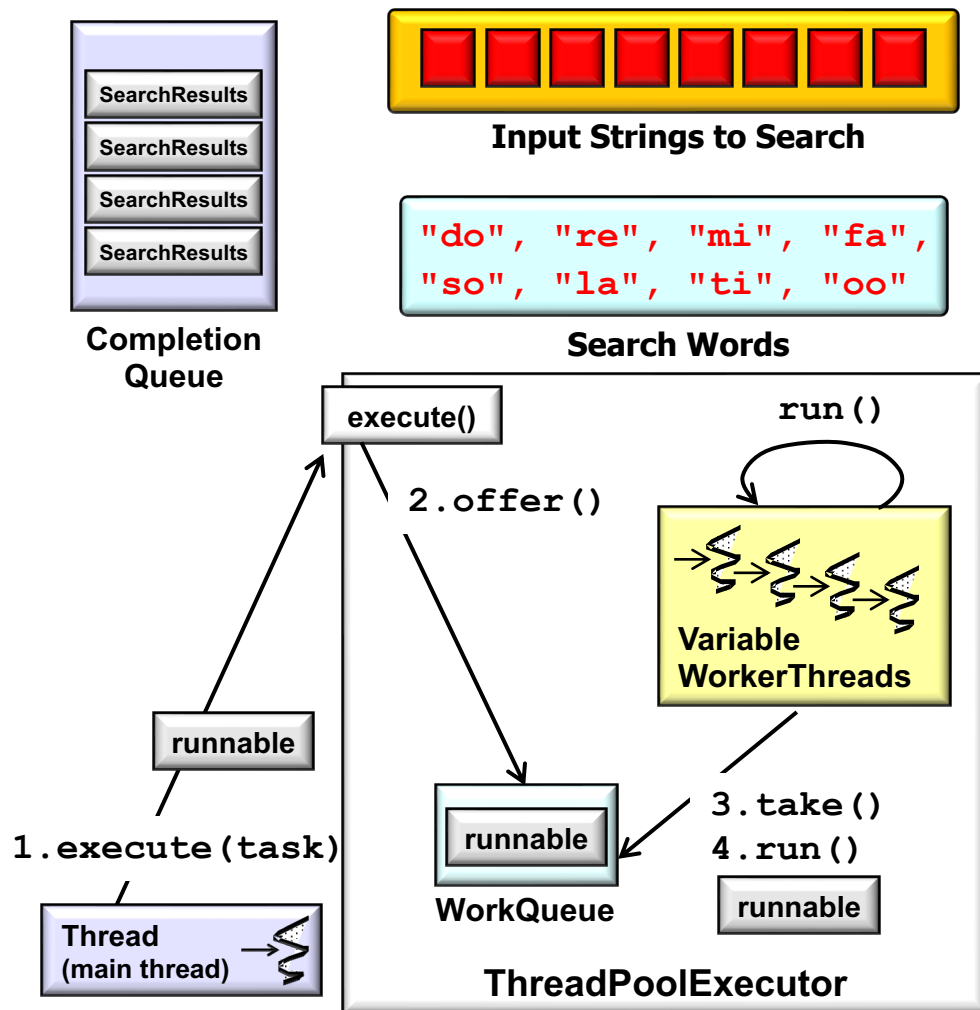 SearchResults
SearchResults
SearchResults
SearchResults
Completion
Queue
Input Strings to Search
"do", "re", "mi", "fa",
"so", "la", "ti", "oo"
Search Words
execute()
run()
2.offer()
Variable
WorkerThreads
runnable
1.execute(task)
Thread
(main thread)
runnable
WorkQueue
3.take()
4.run()
runnable
ThreadPoolExecutor